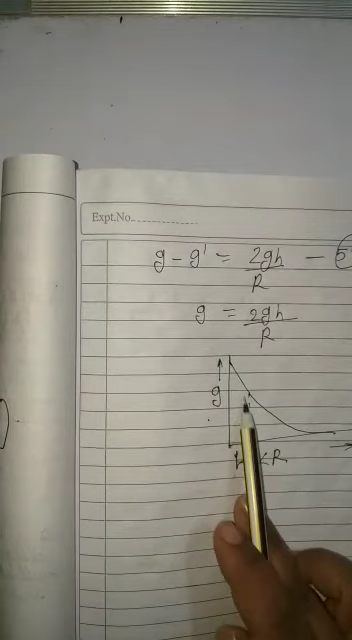 Expt.No.
g - g' = 2gh/R - 5
g = 2gh/R
g
R